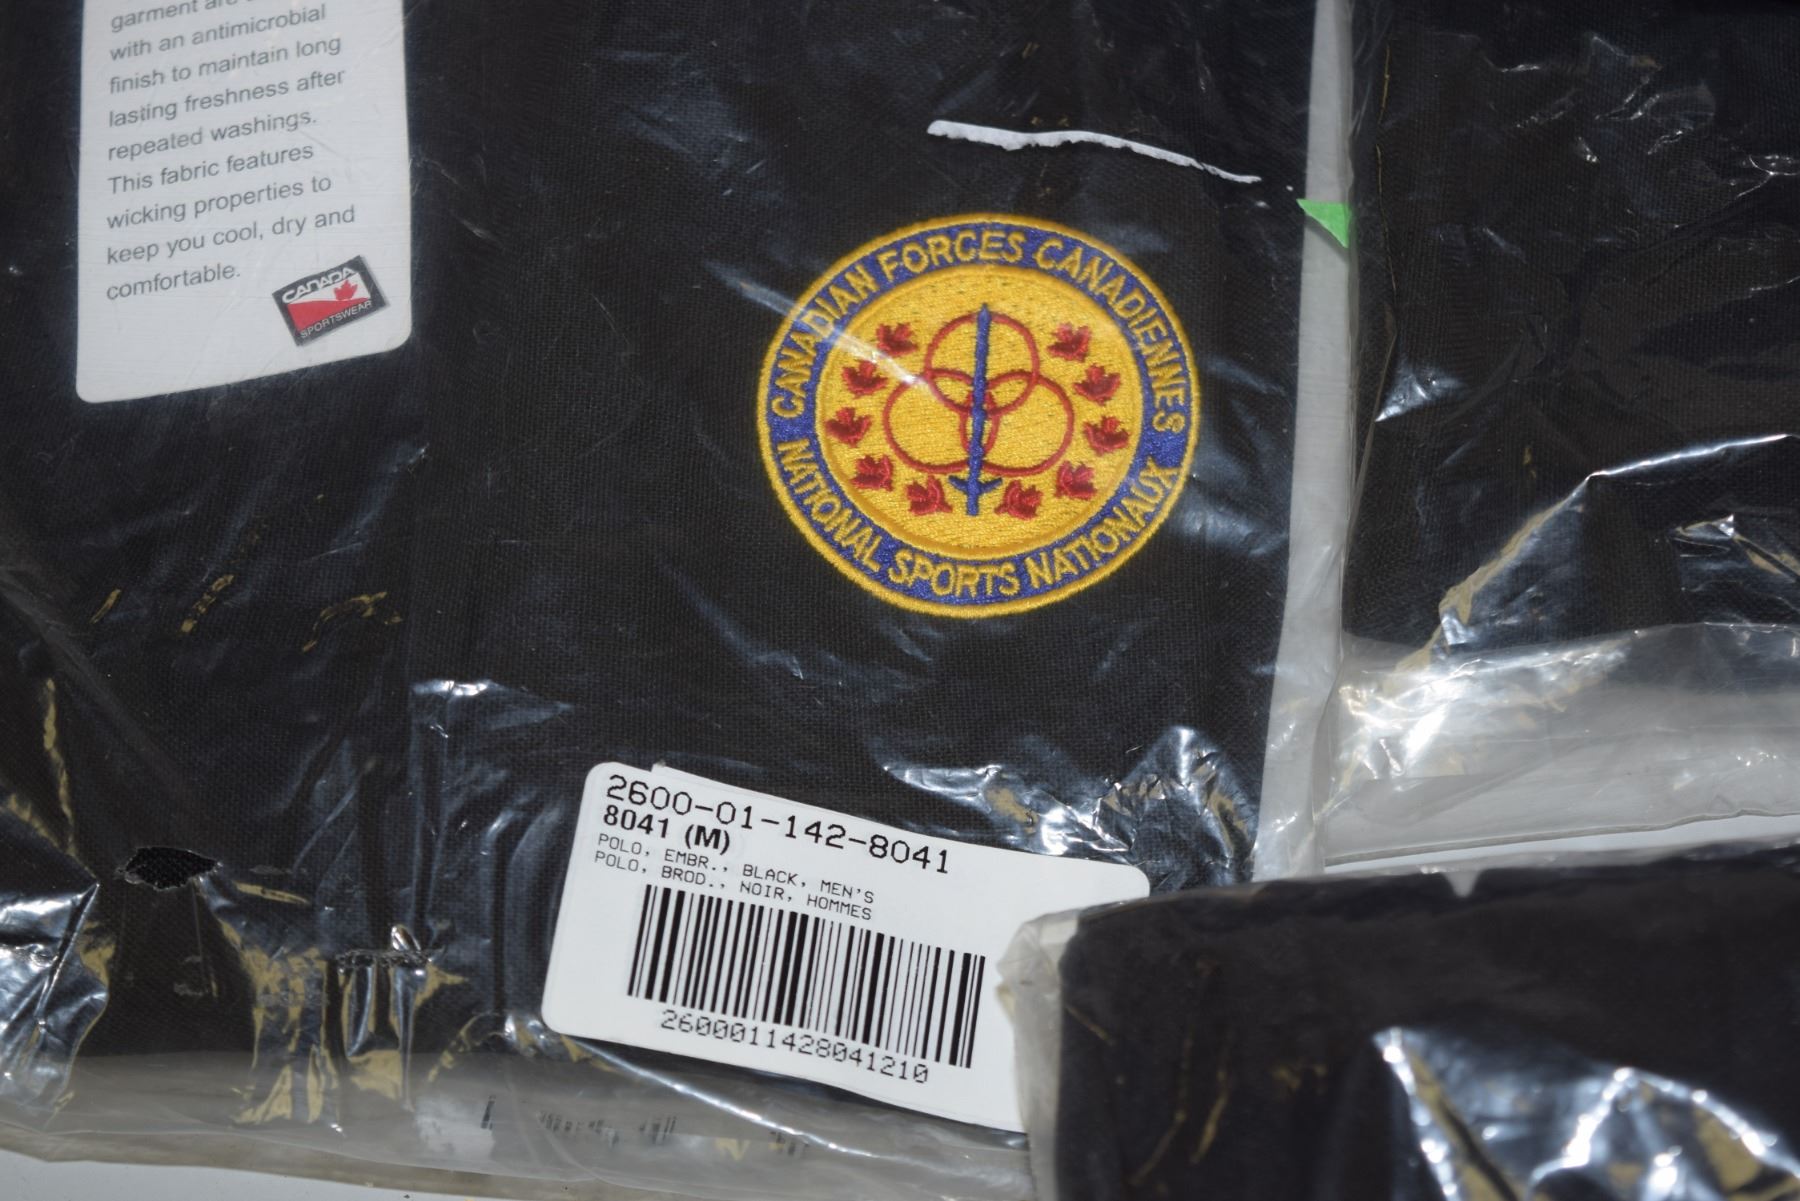 garment are
with an antimicrobial
finish to maintain long
lasting freshness after
repeated washings.
This fabric features
wicking properties to
keep you cool, dry and
comfortable.
CANADA
SPORTSWEAR
CANADIAN FORCES CANADIENNES
NATIONAL SPORTS NATIONAUX
2600-01-142-8041
8041 (M)
POLO, EMBR., BLACK, MEN'S
POLO, BROD., NOIR, HOMMES
2600011428041210